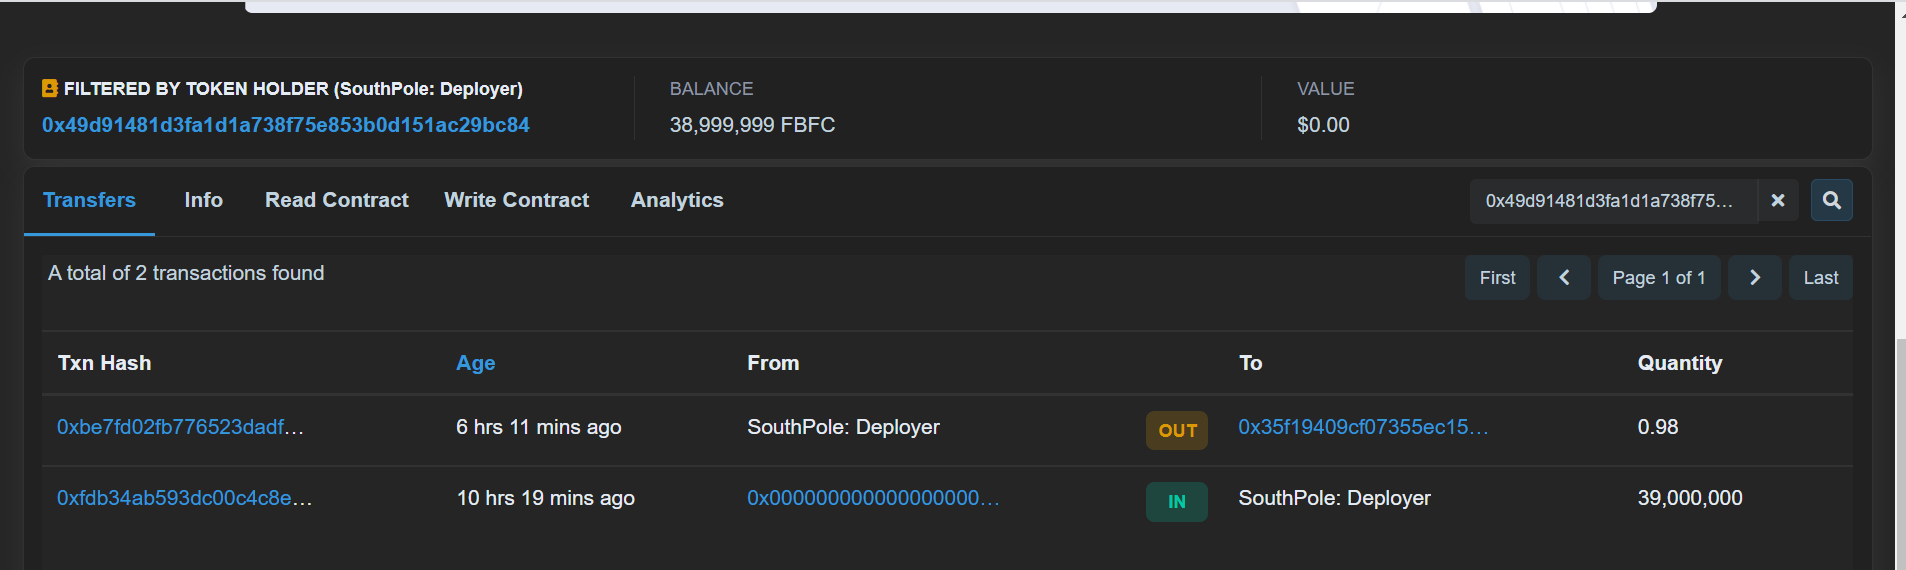 FILTERED BY TOKEN HOLDER (SouthPole: Deployer)
0x49d91481d3fa1d1a738f75e853b0d151ac29bc84
BALANCE
38,999,999 FBFC
VALUE
$0.00
Transfers Info Read Contract Write Contract Analytics
0x49d91481d3fa1d1a738f75...
A total of 2 transactions found
First Page 1 of 1 Last
Txn Hash Age From To Quantity
0xbe7fd02fb776523dadf... 6 hrs 11 mins ago SouthPole: Deployer OUT 0x35f19409cf07355ec15... 0.98
0xfdb34ab593dc00c4c8e... 10 hrs 19 mins ago 0x000000000000000000... IN SouthPole: Deployer 39,000,000